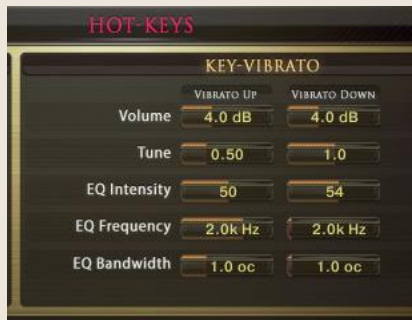 HOT-KEYS
KEY-VIBRATO
VIBRATO UP VIBRATO DOWN
Volume 4.0 dB 4.0 dB
Tune 0.50 1.0
EQ Intensity 50 54
EQ Frequency 2.0k Hz 2.0k Hz
EQ Bandwidth 1.0 oc 1.0 oc